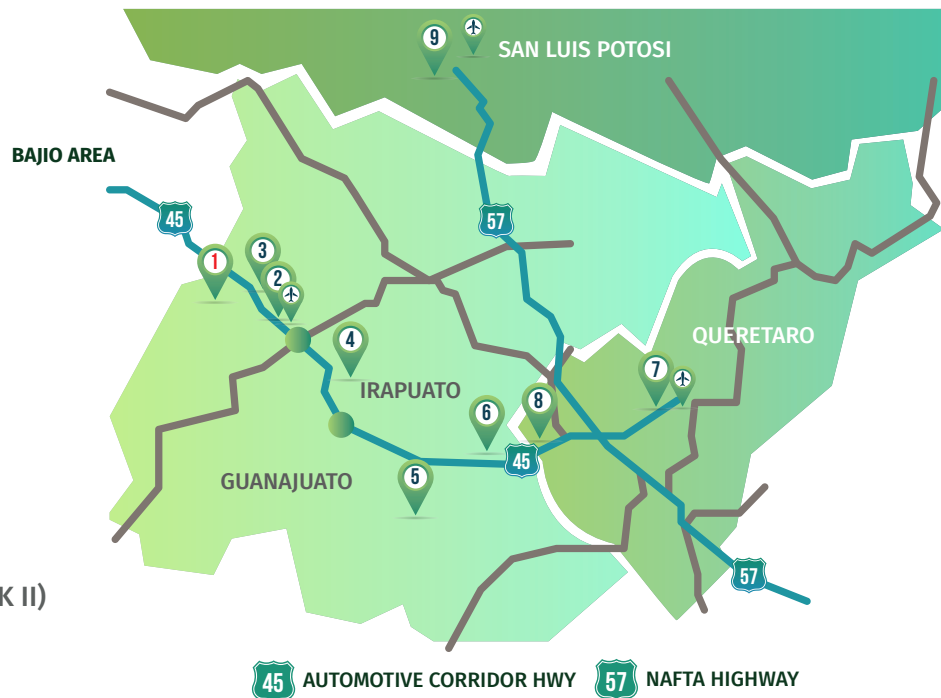 9
SAN LUIS POTOSI
BAJIO AREA
45
57
3
1
2
QUERETARO
4
7
IRAPUATO
8
6
45
5
GUANAJUATO
57
K II)
45 AUTOMOTIVE CORRIDOR HWY 57 NAFTA HIGHWAY